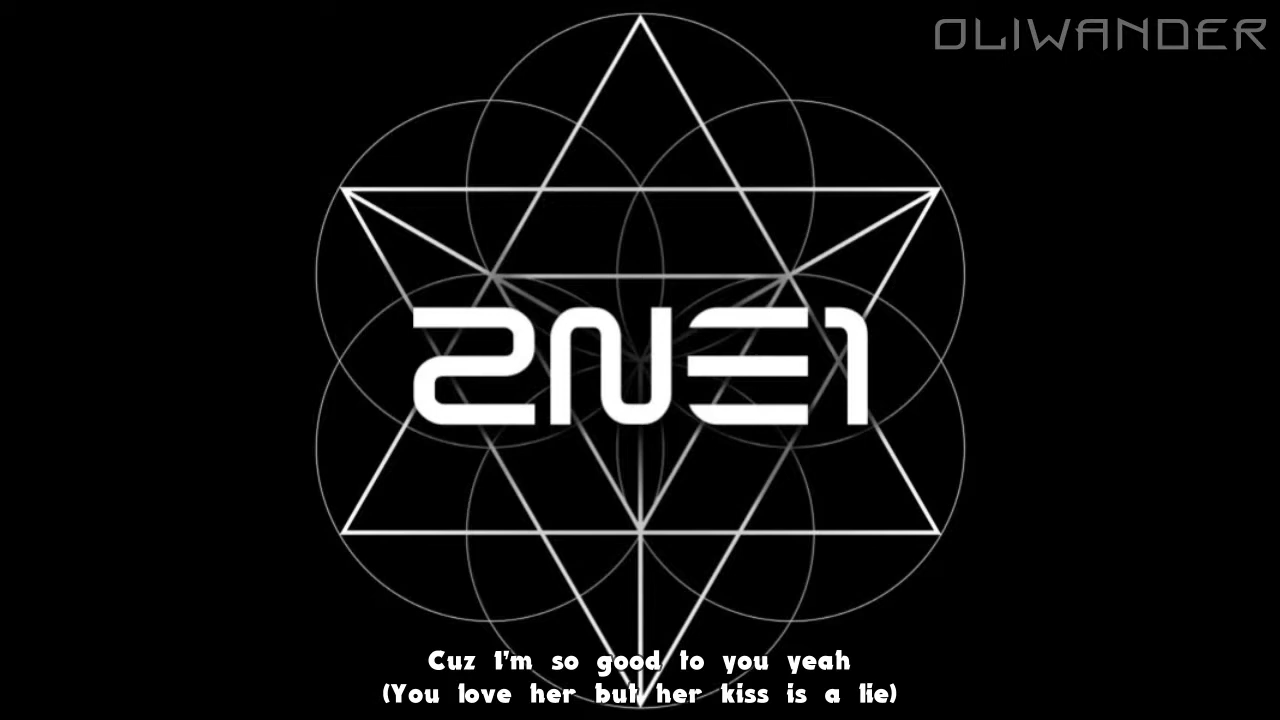 OLIWANDER
2NE1
Cuz I'm so good to you yeah
(You love her but her kiss is a lie)